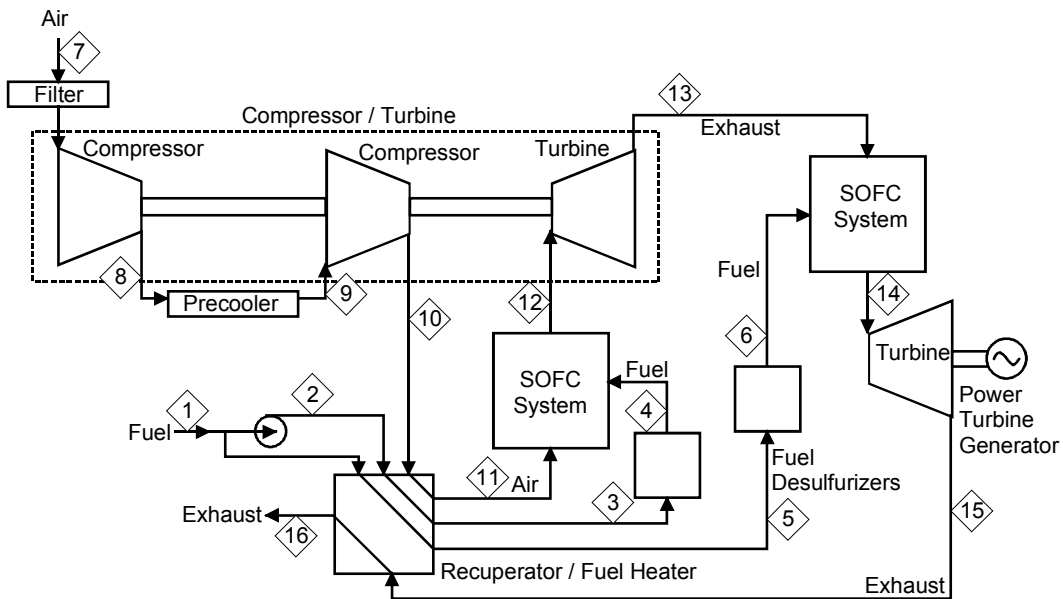 Air
7
Filter
13
Exhaust
Compressor / Turbine
Compressor
Compressor
Turbine
SOFC
System
Fuel
8
Precooler
9
10
12
14
6
SOFC
System
Fuel
Turbine
1
2
4
Fuel
Power
Turbine
Generator
11
Air
3
Fuel
Desulfurizers
5
15
Exhaust
16
Recuperator / Fuel Heater
Exhaust